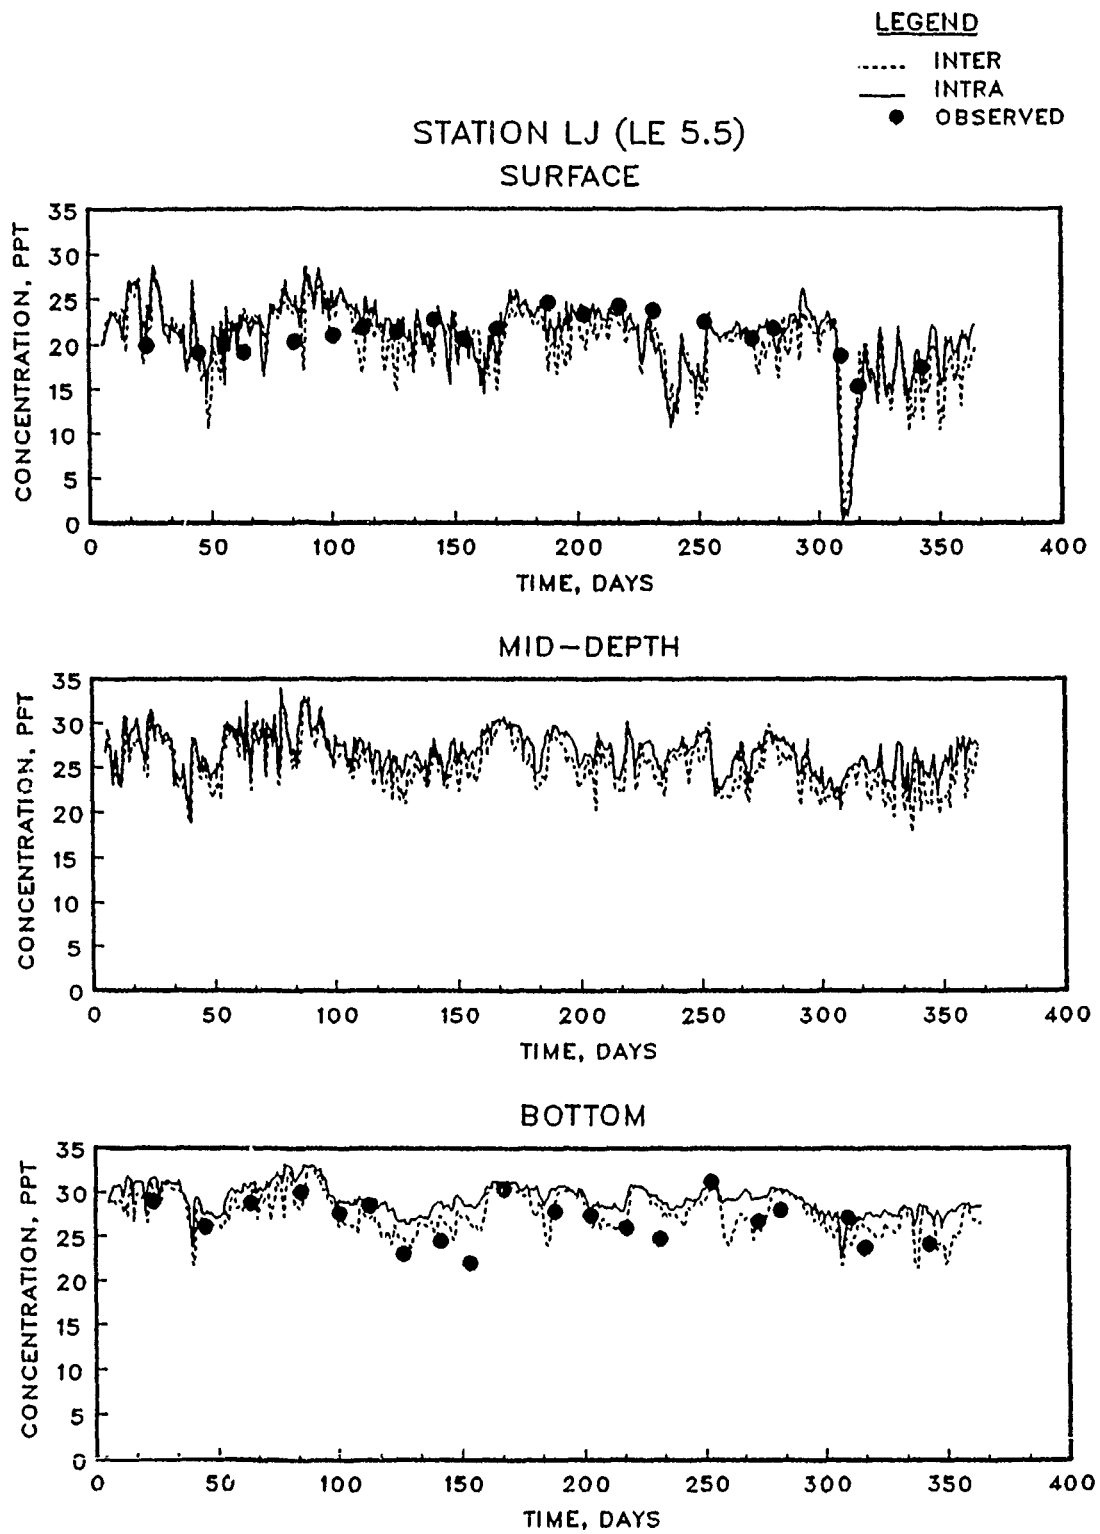 LEGEND
INTER
INTRA
OBSERVED
STATION LJ (LE 5.5)
SURFACE
CONCENTRATION, PPT
35
30
25
20
15
10
5
0
0 50 100 150 200 250 300 350 400
TIME, DAYS
MID-DEPTH
CONCENTRATION, PPT
35
30
25
20
15
10
5
0
0 50 100 150 200 250 300 350 400
TIME, DAYS
BOTTOM
CONCENTRATION, PPT
35
30
25
20
15
10
5
0
0 50 100 150 200 250 300 350 400
TIME, DAYS